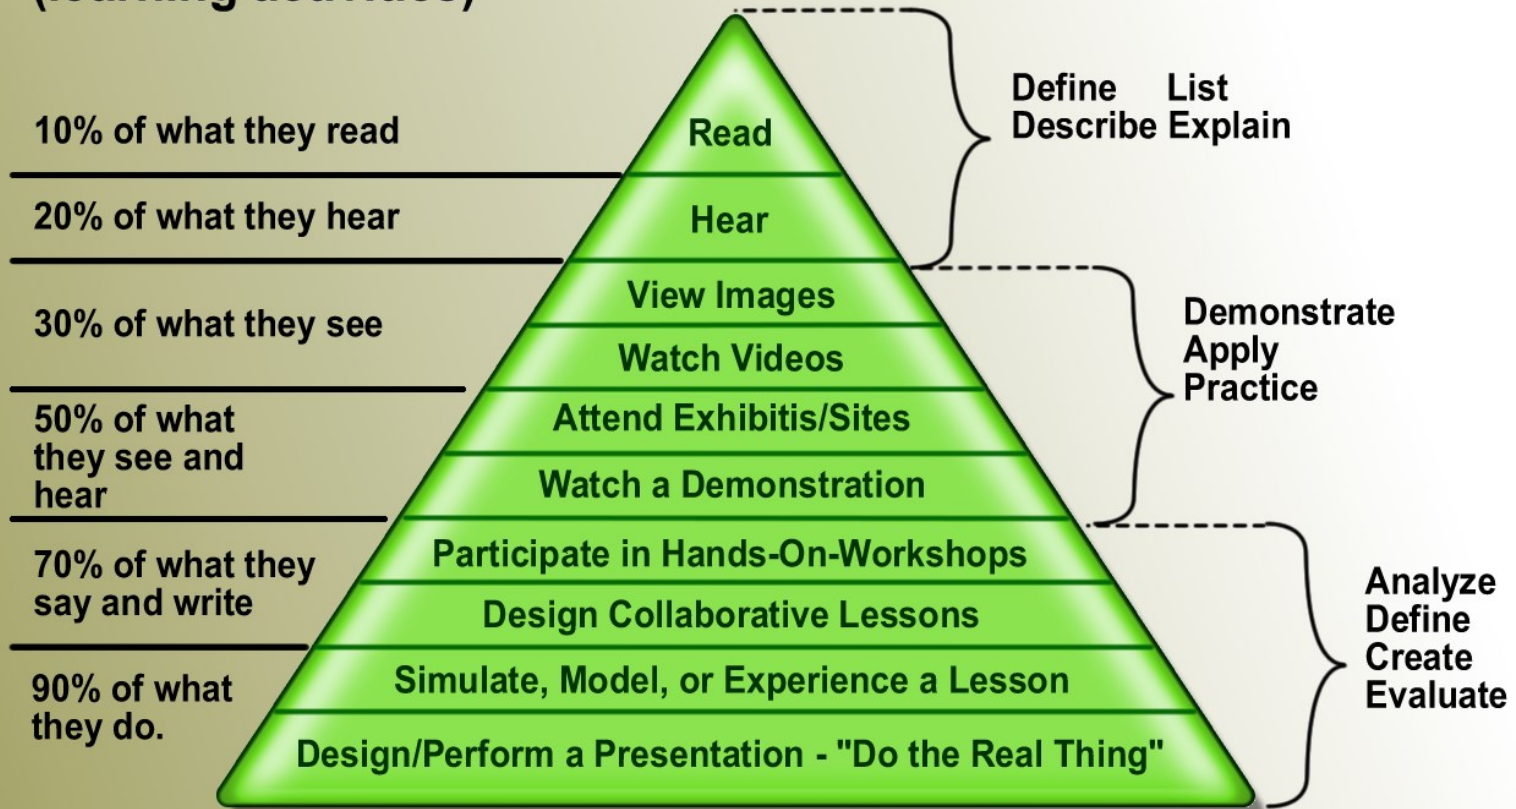 (learning activities)
10% of what they read
20% of what they hear
30% of what they see
50% of what
they see and
hear
70% of what they
say and write
90% of what
they do.
Read
Hear
View Images
Watch Videos
Attend Exhibitis/Sites
Watch a Demonstration
Participate in Hands-On-Workshops
Design Collaborative Lessons
Simulate, Model, or Experience a Lesson
Design/Perform a Presentation - "Do the Real Thing"
Define List
Describe Explain
Demonstrate
Apply
Practice
Analyze
Define
Create
Evaluate